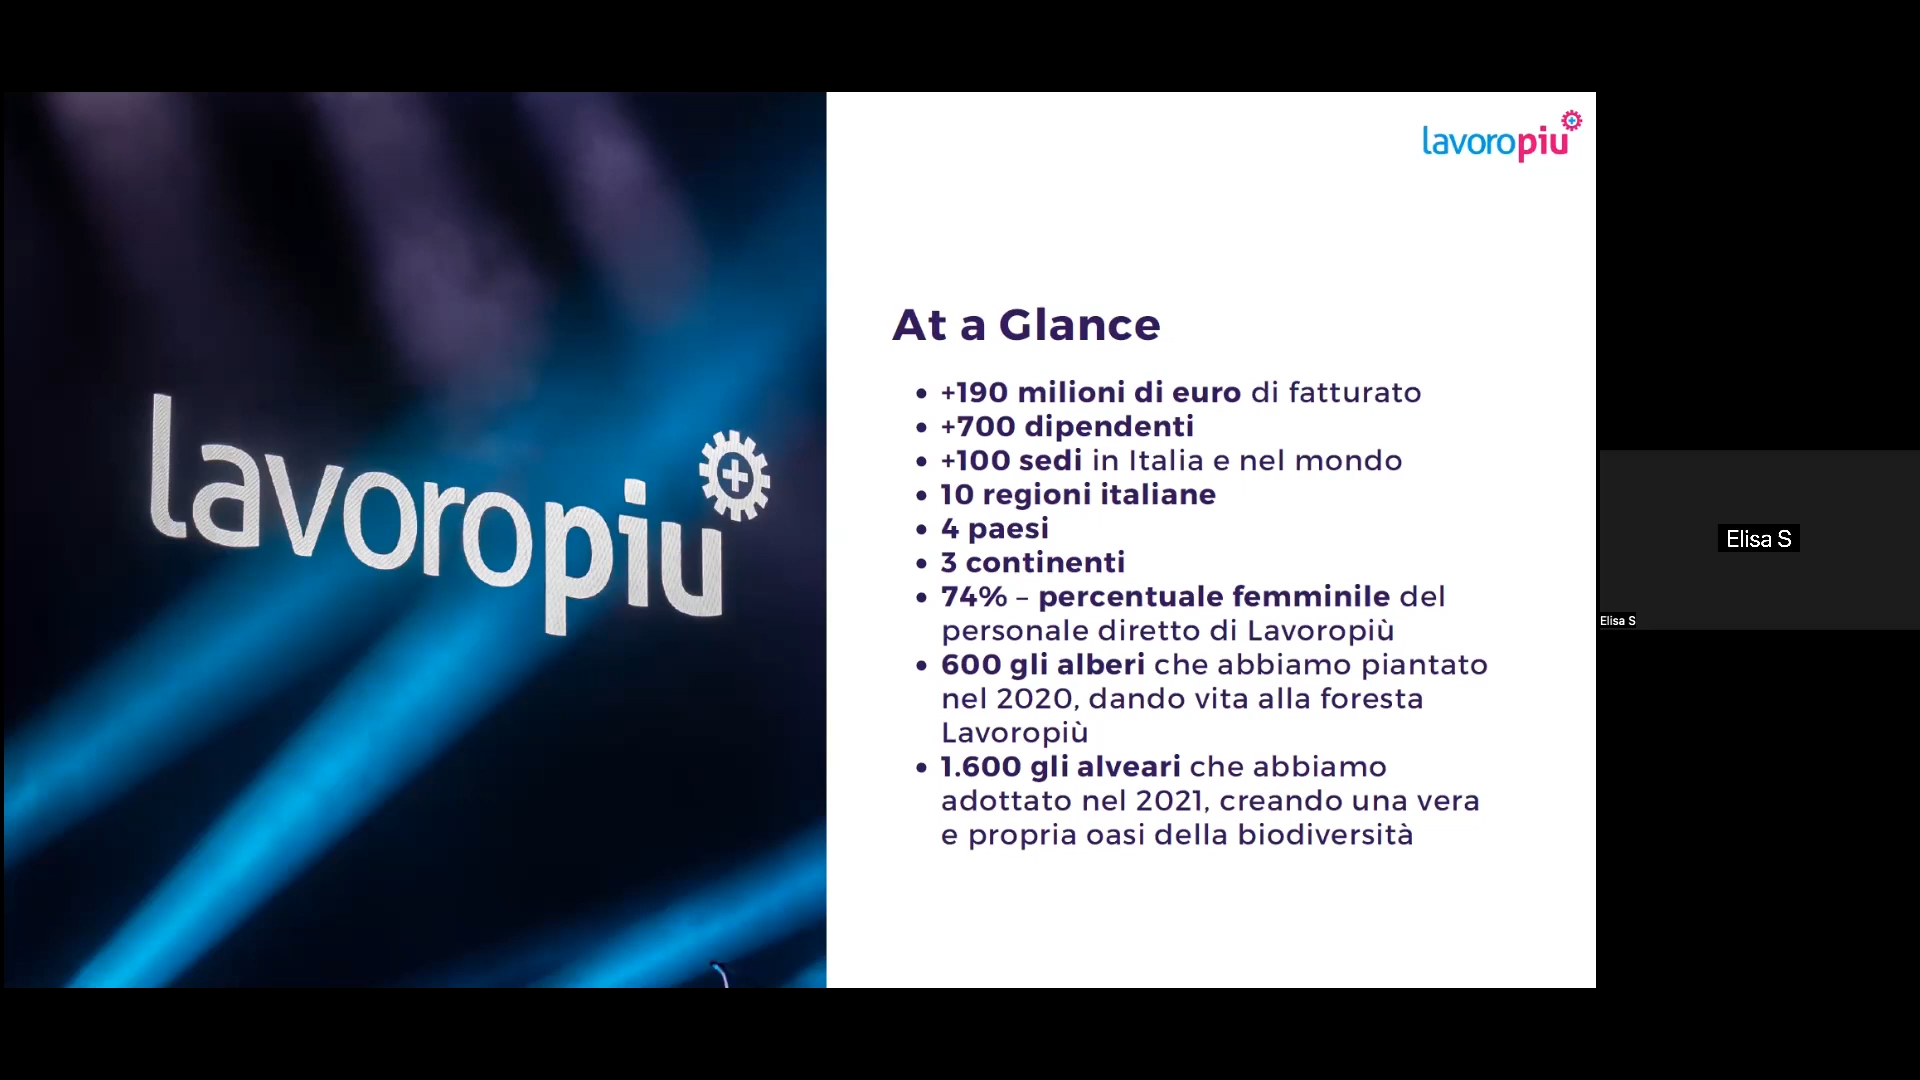 lavoropiu
lavoropiu
At a Glance
• +190 milioni di euro di fatturato
• +700 dipendenti
• +100 sedi in Italia e nel mondo
• 10 regioni italiane
• 4 paesi
• 3 continenti
• 74% – percentuale femminile del
personale diretto di Lavoropiù
• 600 gli alberi che abbiamo piantato
nel 2020, dando vita alla foresta
Lavoropiù
• 1.600 gli alveari che abbiamo
adottato nel 2021, creando una vera
e propria oasi della biodiversità
Elisa S
Elisa S